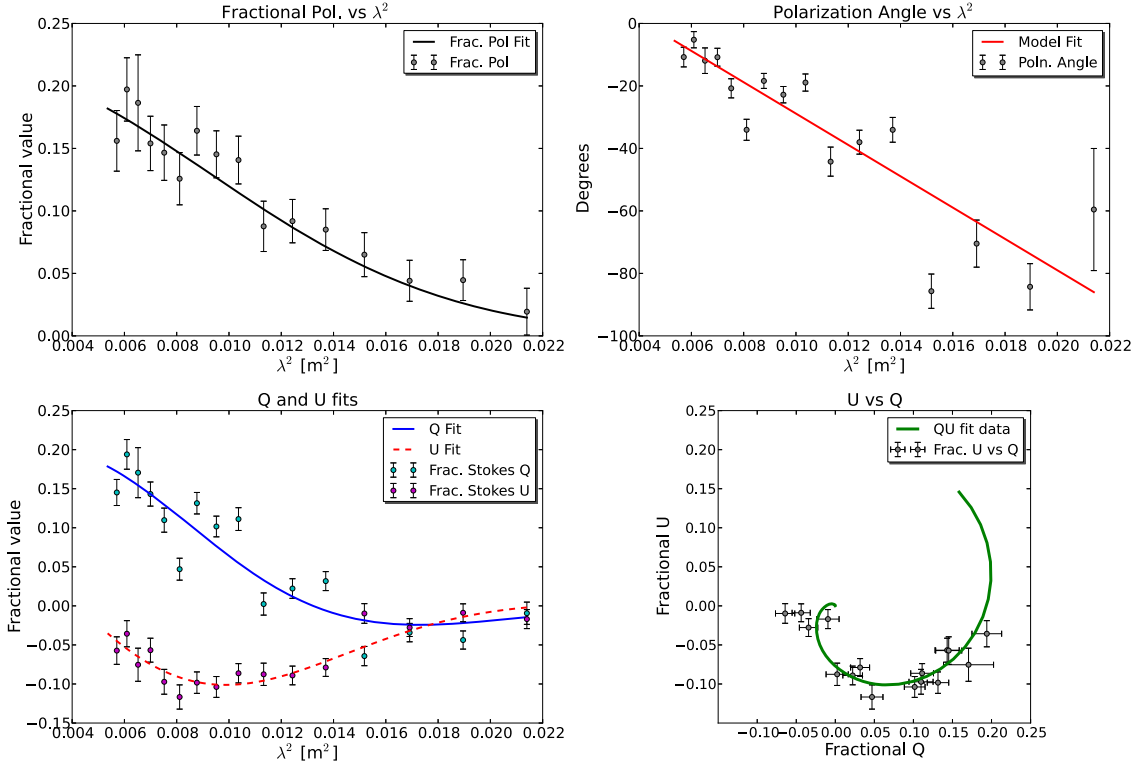 Fractional Pol. vs λ²
Fractional value
0.25
0.20
0.15
0.10
0.05
0.00
Frac. Pol Fit
Frac. Pol
0.004 0.006 0.008 0.010 0.012 0.014 0.016 0.018 0.020 0.022
λ² [m²]
Polarization Angle vs λ²
Degrees
0
−20
−40
−60
−80
−100
Model Fit
Poln. Angle
0.004 0.006 0.008 0.010 0.012 0.014 0.016 0.018 0.020 0.022
λ² [m²]
Q and U fits
Fractional value
0.25
0.20
0.15
0.10
0.05
0.00
−0.05
−0.10
−0.15
Q Fit
U Fit
Frac. Stokes Q
Frac. Stokes U
0.004 0.006 0.008 0.010 0.012 0.014 0.016 0.018 0.020 0.022
λ² [m²]
U vs Q
Fractional U
0.20
0.15
0.10
0.05
0.00
−0.05
−0.10
QU fit data
Frac. U vs Q
−0.10 −0.05 0.00 0.05 0.10 0.15 0.20 0.25
Fractional Q